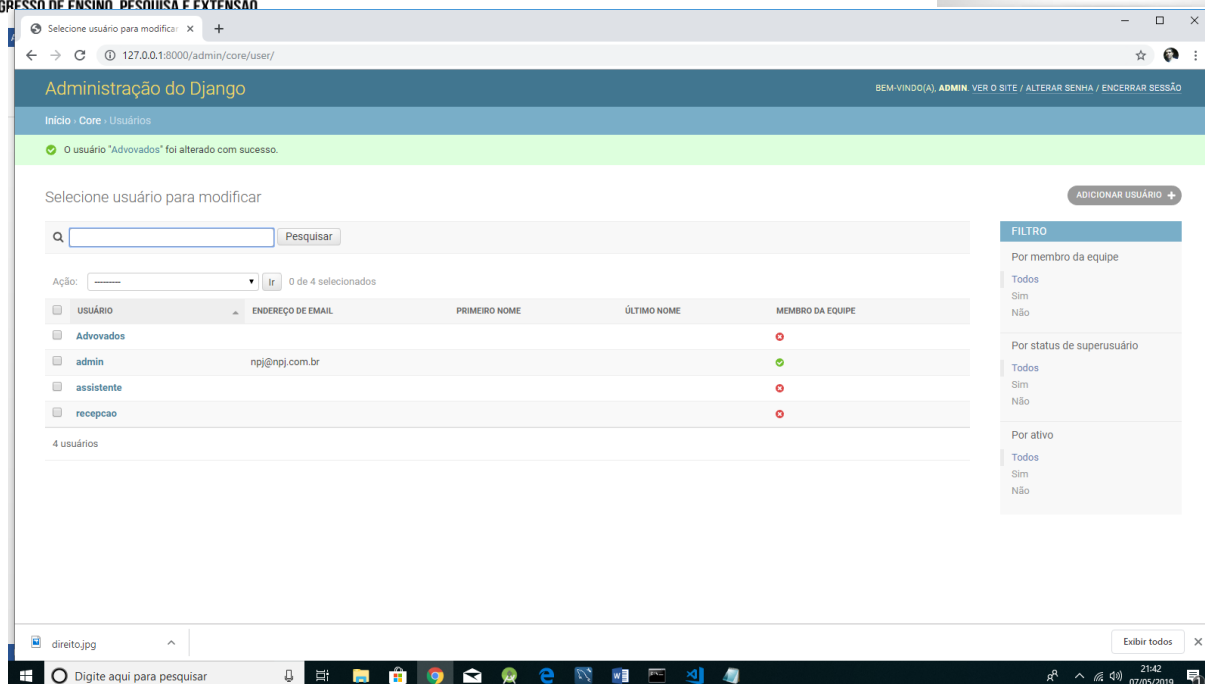 GRESSO DE ENSINO, PESQUISA E EXTENSÃO
Selecione usuário para modificar
127.0.0.1:8000/admin/core/user/
Administração do Django
BEM-VINDO(A), ADMIN. VER O SITE / ALTERAR SENHA / ENCERRAR SESSÃO
Início › Core › Usuários
O usuário "Advovados" foi alterado com sucesso.
Selecione usuário para modificar
ADICIONAR USUÁRIO +
Pesquisar
Ação: --------- Ir 0 de 4 selecionados
USUÁRIO ENDEREÇO DE EMAIL PRIMEIRO NOME ÚLTIMO NOME MEMBRO DA EQUIPE
Advovados
admin npj@npj.com.br
assistente
recepcao
4 usuários
FILTRO
Por membro da equipe
Todos
Sim
Não
Por status de superusuário
Todos
Sim
Não
Por ativo
Todos
Sim
Não
direito.jpg
Exibir todos
Digite aqui para pesquisar
21:42
07/05/2019